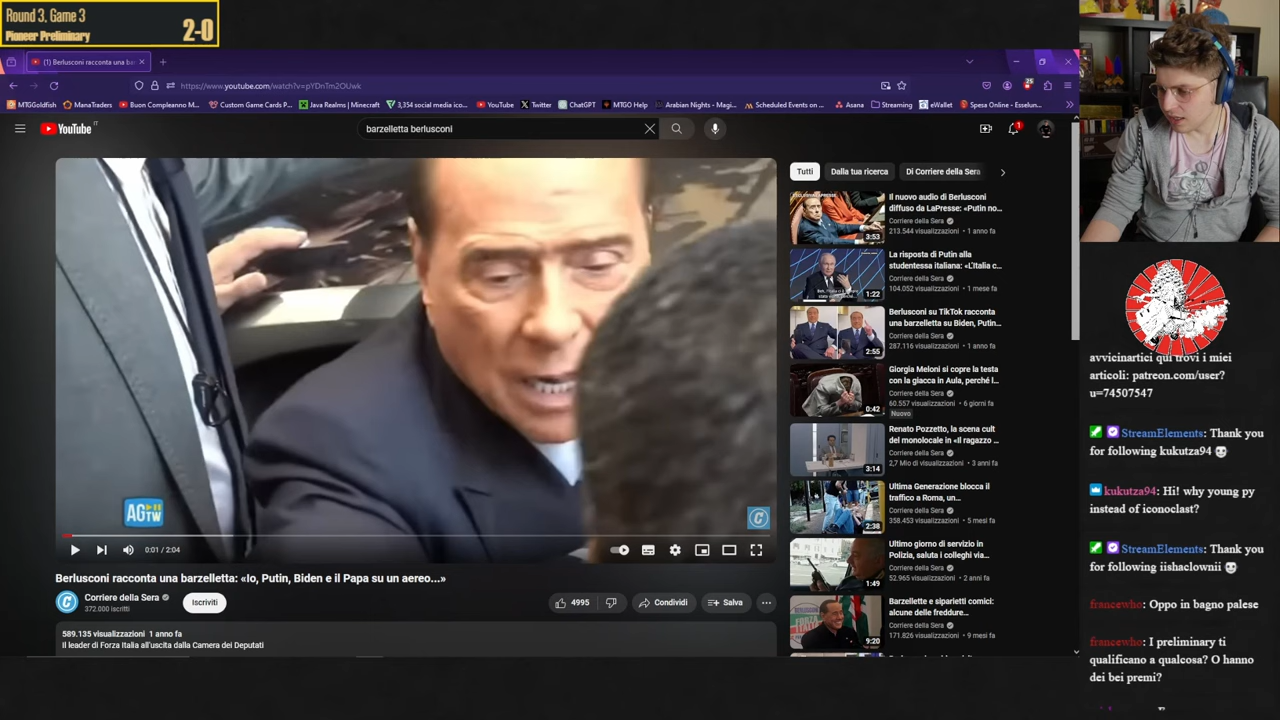 Round 3, Game 3
Pioneer Preliminary
2-0
(1) Berlusconi racconta una bar
https://www.youtube.com/watch?v=pYDnTm2OUwk
MTGGoldfish
ManaTraders
Buon Compleanno M...
Custom Game Cards P...
Java Realms | Minecraft
3,354 social media ico...
YouTube
Twitter
ChatGPT
MTGO Help
Arabian Nights - Magi...
Scheduled Events on ...
Asana
Streaming
eWallet
Spesa Online - Esselun...
YouTube IT
barzelletta berlusconi
1
Tutti
Dalla tua ricerca
Di Corriere della Sera
Il nuovo audio di Berlusconi
diffuso da LaPresse: «Putin no...
Corriere della Sera
213.544 visualizzazioni • 1 anno fa
3:53
La risposta di Putin alla
studentessa italiana: «L'Italia c...
Corriere della Sera
104.052 visualizzazioni • 1 mese fa
1:22
Berlusconi su TikTok racconta
una barzelletta su Biden, Putin...
Corriere della Sera
287.116 visualizzazioni • 1 anno fa
2:55
Giorgia Meloni si copre la testa
con la giacca in Aula, perché l...
Corriere della Sera
60.557 visualizzazioni • 6 giorni fa
Nuovo
0:42
Renato Pozzetto, la scena cult
del monolocale in «Il ragazzo ...
Corriere della Sera
2,7 Mio di visualizzazioni • 3 anni fa
3:14
Ultima Generazione blocca il
traffico a Roma, un...
Corriere della Sera
358.453 visualizzazioni • 5 mesi fa
2:38
Ultimo giorno di servizio in
Polizia, saluta i colleghi via...
Corriere della Sera
52.965 visualizzazioni • 2 anni fa
1:49
Barzellette e siparietti comici:
alcune delle freddure...
Corriere della Sera
171.826 visualizzazioni • 9 mesi fa
9:20
AGTW
C
0:01 / 2:04
Berlusconi racconta una barzelletta: «Io, Putin, Biden e il Papa su un aereo...»
Corriere della Sera
372.000 iscritti
Iscriviti
4995
Condividi
Salva
589.135 visualizzazioni 1 anno fa
Il leader di Forza Italia all'uscita dalla Camera dei Deputati
avvicinartici qui trovi i miei
articoli: patreon.com/user?
u=74507547
StreamElements: Thank you
for following kukutza94
kukutza94: Hi! why young py
instead of iconoclast?
StreamElements: Thank you
for following iishaclownii
francewho: Oppo in bagno palese
francewho: I preliminary ti
qualificano a qualcosa? O hanno
dei bei premi?